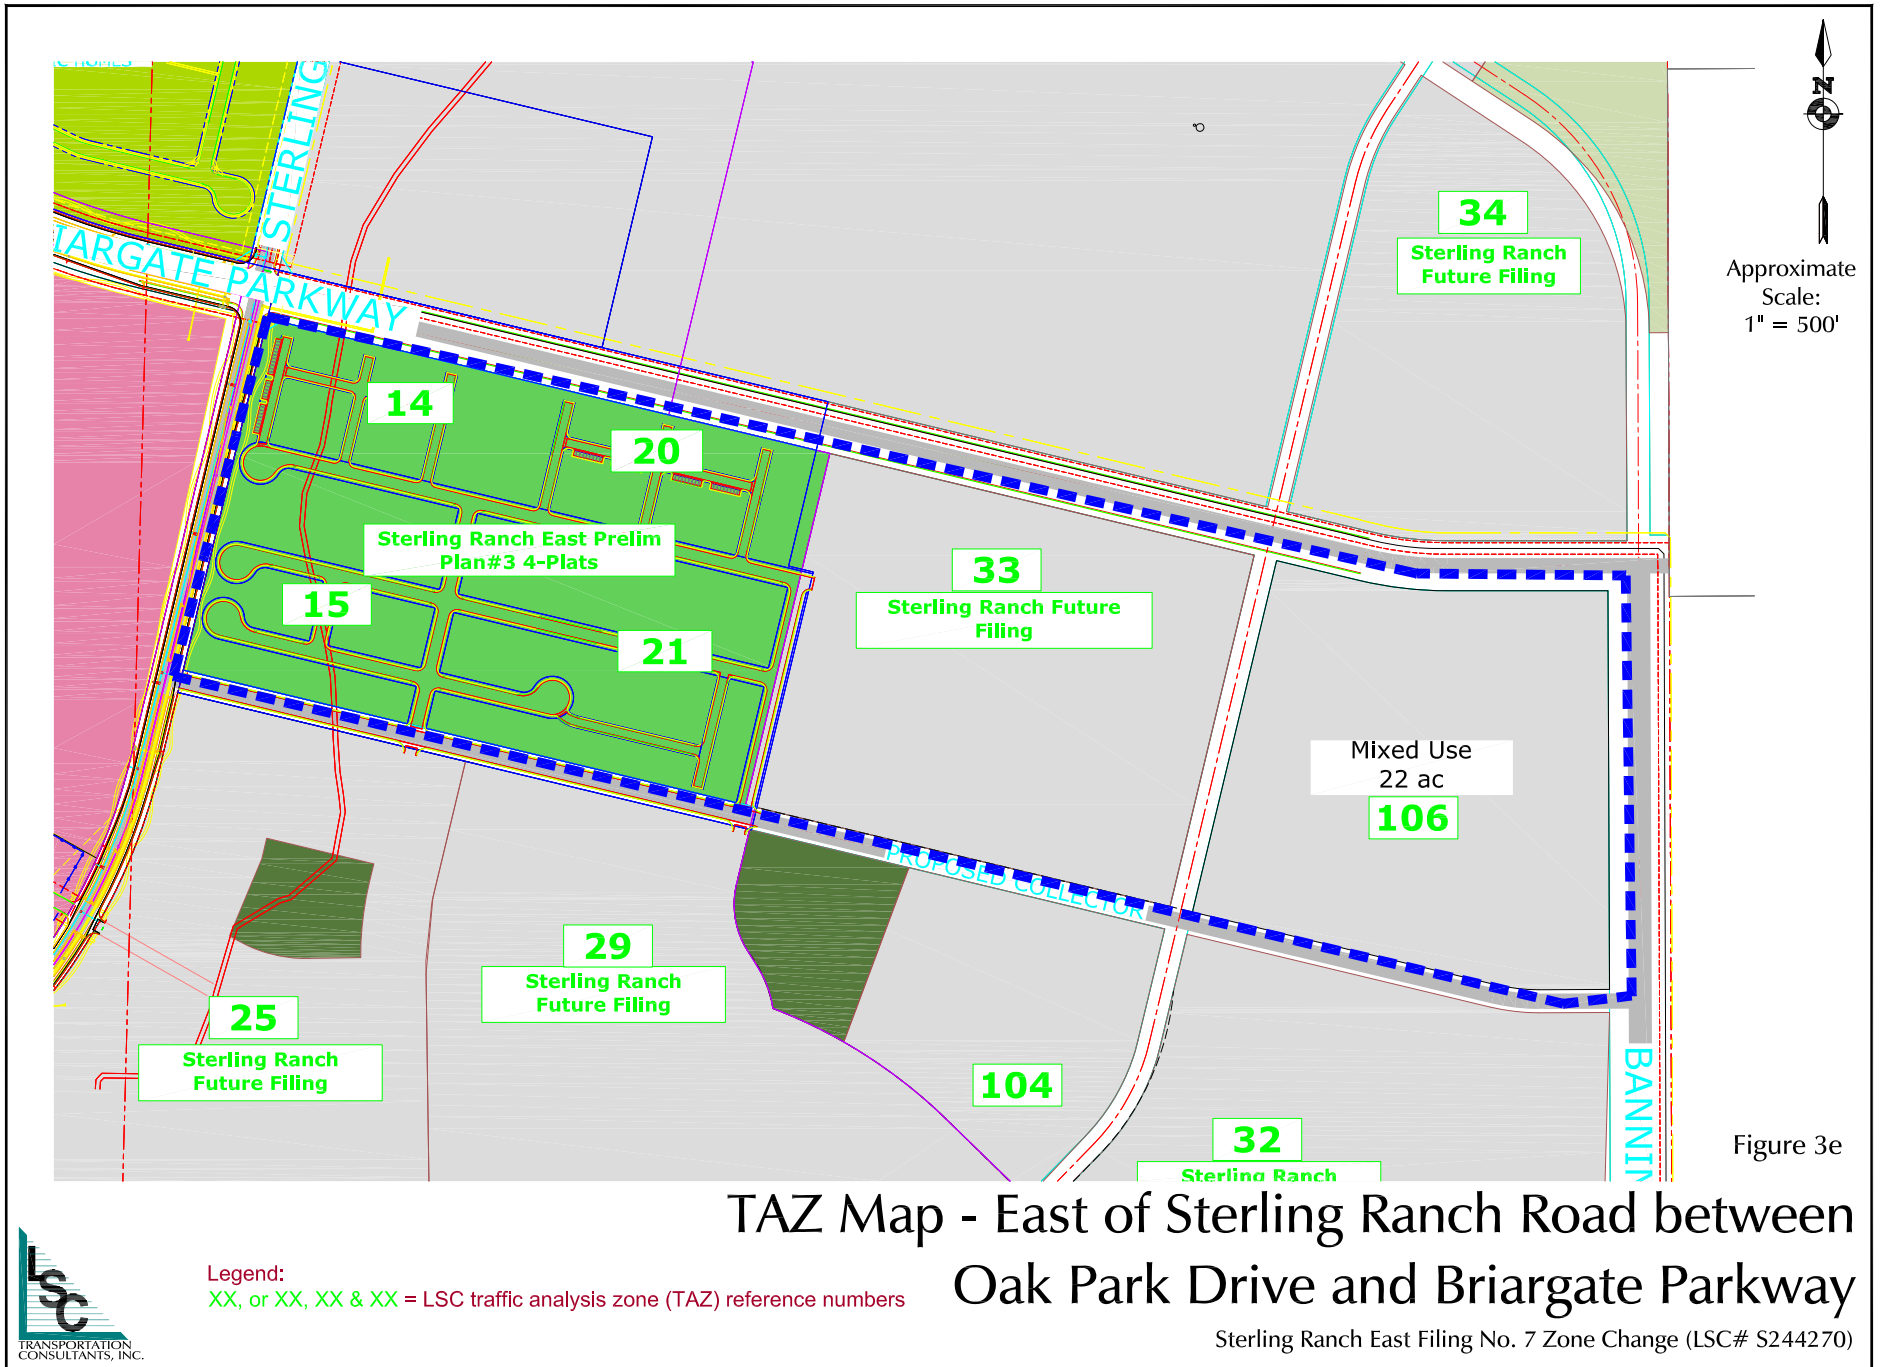 C HOMES
STERLING
IARGATE PARKWAY
N
Approximate
Scale:
1" = 500'
34
Sterling Ranch
Future Filing
14
20
Sterling Ranch East Prelim
Plan#3 4-Plats
15
21
33
Sterling Ranch Future
Filing
Mixed Use
22 ac
106
PROPOSED COLLECTOR
29
Sterling Ranch
Future Filing
25
Sterling Ranch
Future Filing
104
32
Sterling Ranch
BANNIN
Figure 3e
TAZ Map - East of Sterling Ranch Road between
Oak Park Drive and Briargate Parkway
Sterling Ranch East Filing No. 7 Zone Change (LSC# S244270)
Legend:
XX, or XX, XX & XX = LSC traffic analysis zone (TAZ) reference numbers
LSC
TRANSPORTATION
CONSULTANTS, INC.